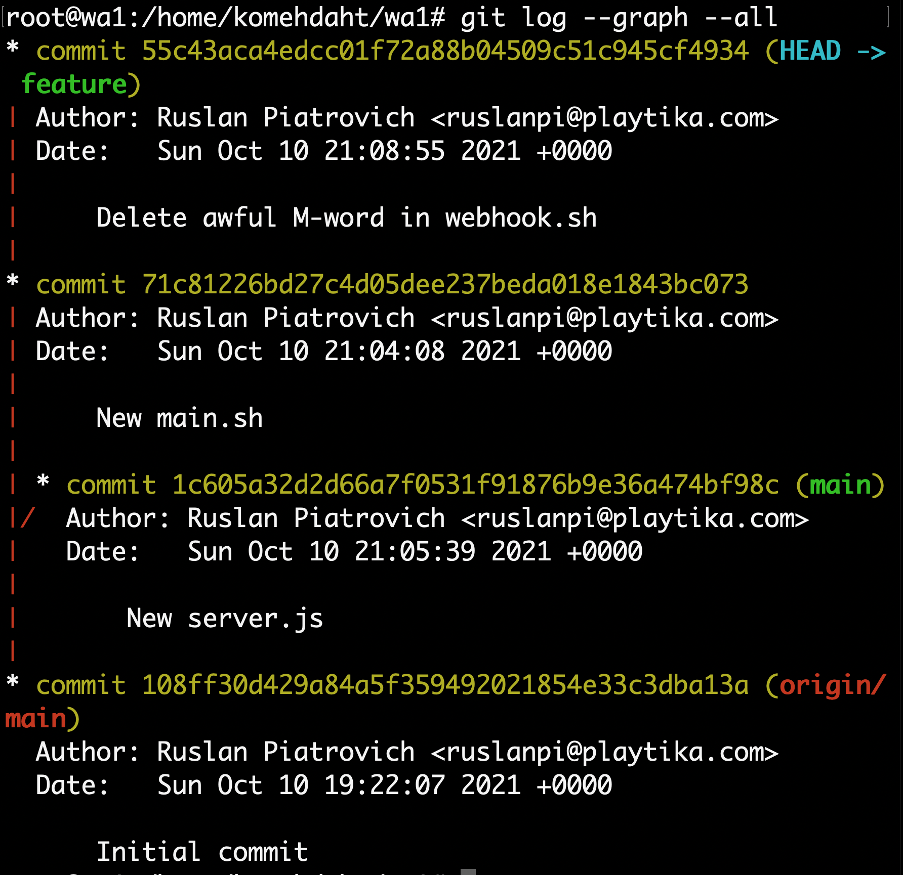 root@wa1:/home/komehdaht/wa1# git log --graph --all
* commit 55c43aca4edcc01f72a88b04509c51c945cf4934 (HEAD ->
feature)
| Author: Ruslan Piatrovich <ruslanpi@playtika.com>
| Date:   Sun Oct 10 21:08:55 2021 +0000
|
|     Delete awful M-word in webhook.sh
|
* commit 71c81226bd27c4d05dee237beda018e1843bc073
| Author: Ruslan Piatrovich <ruslanpi@playtika.com>
| Date:   Sun Oct 10 21:04:08 2021 +0000
|
|     New main.sh
|
| * commit 1c605a32d2d66a7f0531f91876b9e36a474bf98c (main)
|/  Author: Ruslan Piatrovich <ruslanpi@playtika.com>
|   Date:   Sun Oct 10 21:05:39 2021 +0000
|
|       New server.js
|
* commit 108ff30d429a84a5f359492021854e33c3dba13a (origin/
main)
  Author: Ruslan Piatrovich <ruslanpi@playtika.com>
  Date:   Sun Oct 10 19:22:07 2021 +0000

      Initial commit